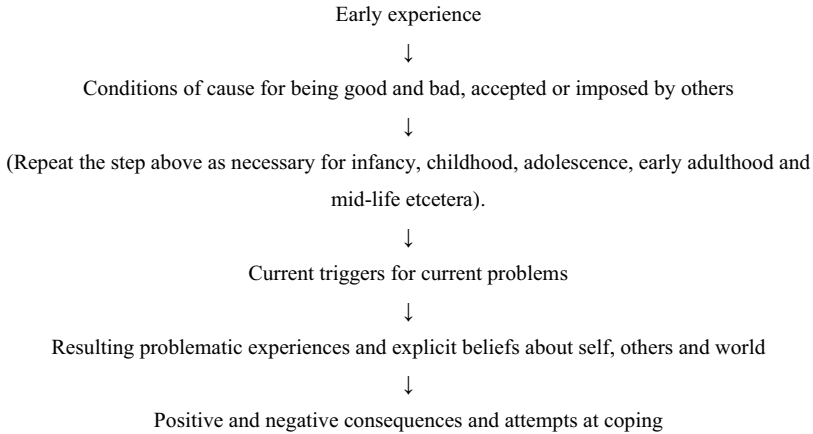 Early experience
↓
Conditions of cause for being good and bad, accepted or imposed by others
↓
(Repeat the step above as necessary for infancy, childhood, adolescence, early adulthood and
mid-life etcetera).
↓
Current triggers for current problems
↓
Resulting problematic experiences and explicit beliefs about self, others and world
↓
Positive and negative consequences and attempts at coping